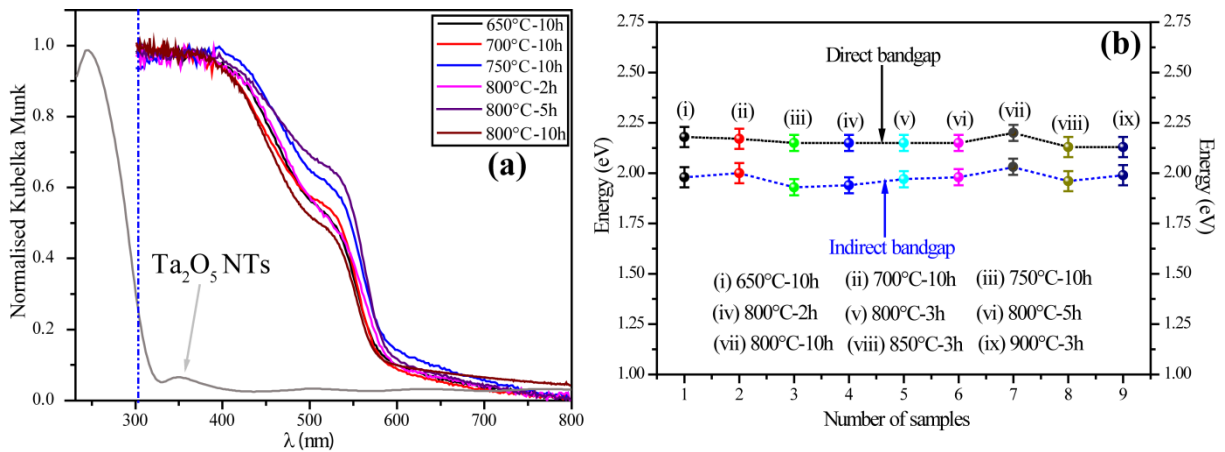 (a)
650°C-10h
700°C-10h
750°C-10h
800°C-2h
800°C-5h
800°C-10h
Ta₂O₅ NTs
Normalised Kubelka Munk
1.0
0.8
0.6
0.4
0.2
0.0
300 400 500 600 700 800
λ (nm)
(b)
Direct bandgap
(i) (ii) (iii) (iv) (v) (vi) (vii) (viii) (ix)
Indirect bandgap
(i) 650°C-10h (ii) 700°C-10h (iii) 750°C-10h
(iv) 800°C-2h (v) 800°C-3h (vi) 800°C-5h
(vii) 800°C-10h (viii) 850°C-3h (ix) 900°C-3h
Energy (eV)
2.75
2.50
2.25
2.00
1.75
1.50
1.25
1.00
1 2 3 4 5 6 7 8 9
Number of samples
2.75
2.50
2.25
2.00
1.75
1.50
1.25
1.00
Energy (eV)